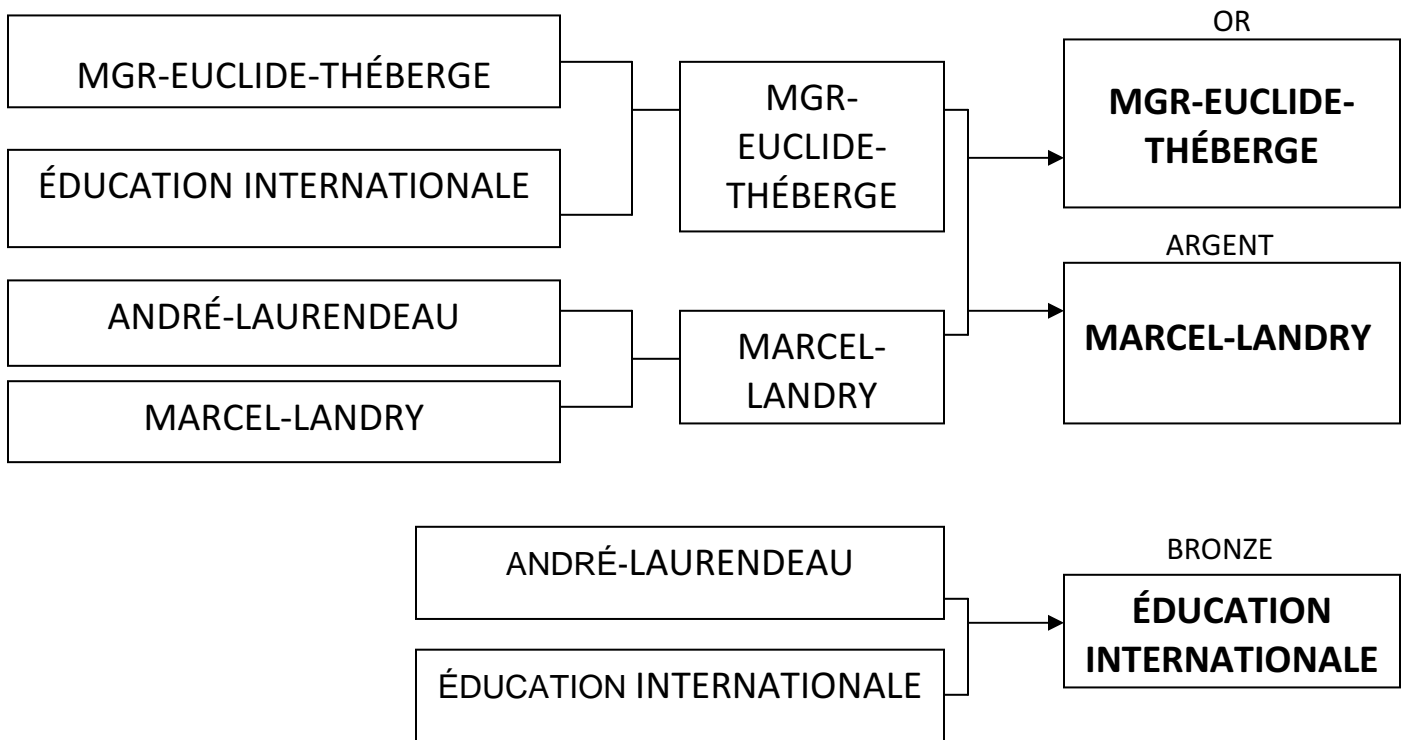 OR
MGR-EUCLIDE-THÉBERGE
ÉDUCATION INTERNATIONALE
ANDRÉ-LAURENDEAU
MARCEL-LANDRY
MGR-
EUCLIDE-
THÉBERGE
MARCEL-
LANDRY
MGR-EUCLIDE-
THÉBERGE
ARGENT
MARCEL-LANDRY
ANDRÉ-LAURENDEAU
ÉDUCATION INTERNATIONALE
BRONZE
ÉDUCATION
INTERNATIONALE